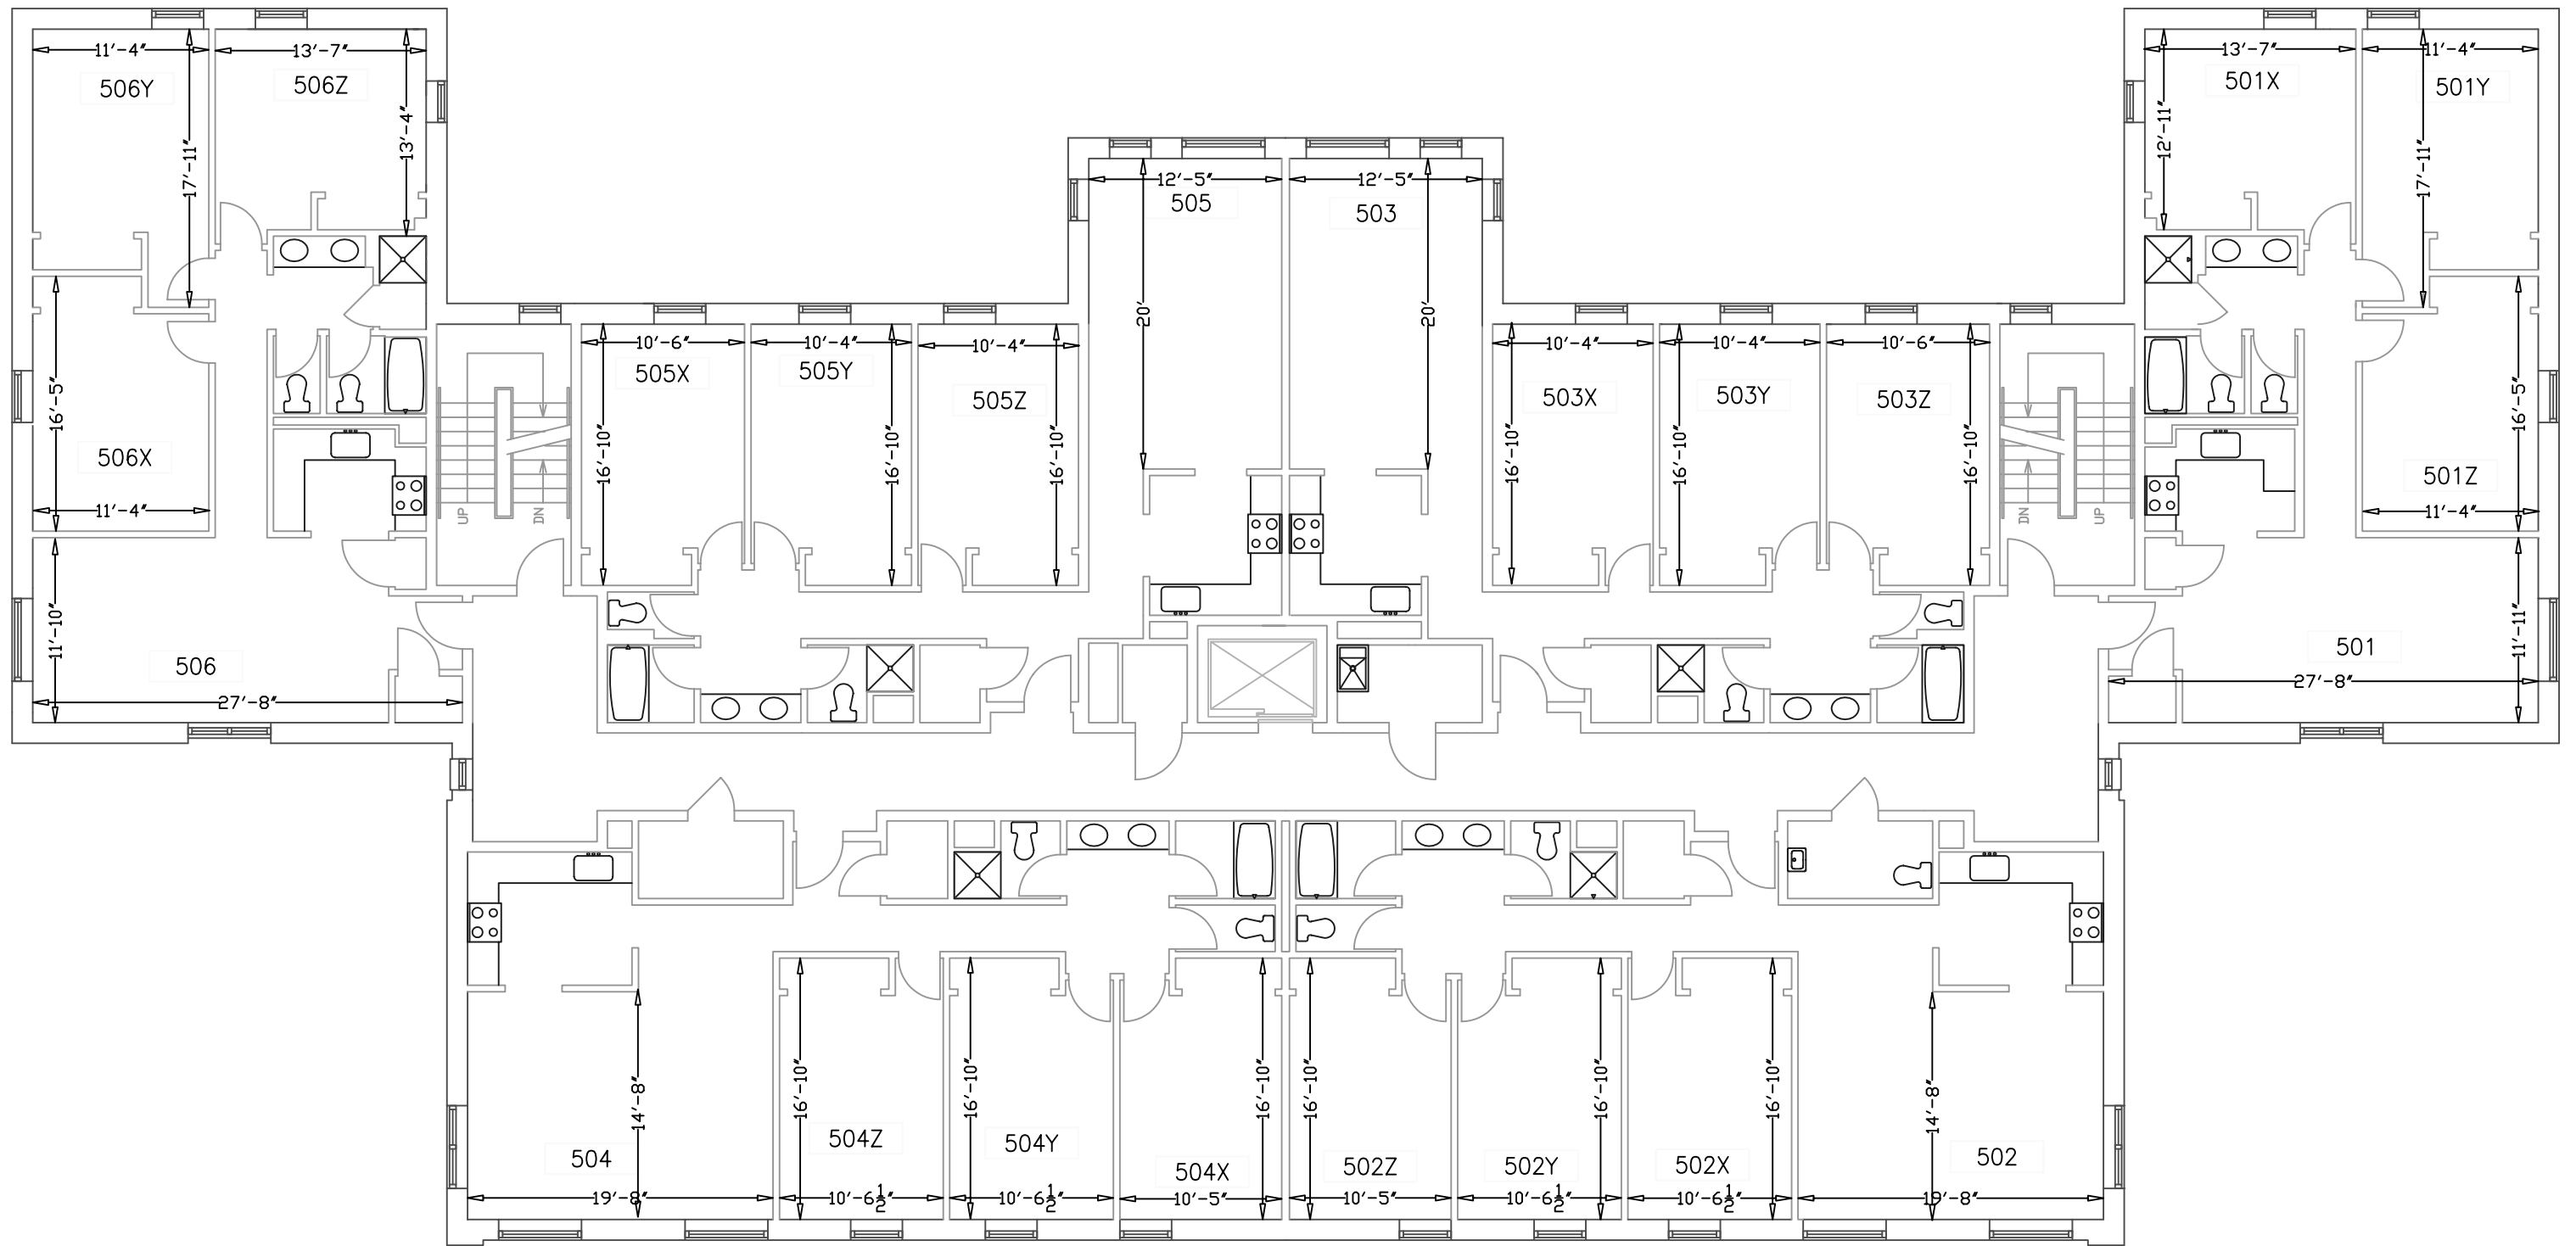 11'-4"
13'-7"
506Y
506Z
17'-11"
13'-4"
16'-5"
506X
11'-4"
11'-10"
506
27'-8"
UP
DN
10'-6"
505X
16'-10"
10'-4"
505Y
16'-10"
10'-4"
505Z
16'-10"
12'-5"
505
20'
12'-5"
503
20'
10'-4"
503X
16'-10"
10'-4"
503Y
16'-10"
10'-6"
503Z
16'-10"
DN
UP
13'-7"
11'-4"
501X
501Y
12'-11"
17'-11"
16'-5"
501Z
11'-4"
11'-11"
501
27'-8"
14'-8"
504
19'-8"
16'-10"
504Z
10'-6 1/2"
16'-10"
504Y
10'-6 1/2"
16'-10"
504X
10'-5"
16'-10"
502Z
10'-5"
16'-10"
502Y
10'-6 1/2"
16'-10"
502X
10'-6 1/2"
14'-8"
502
19'-8"